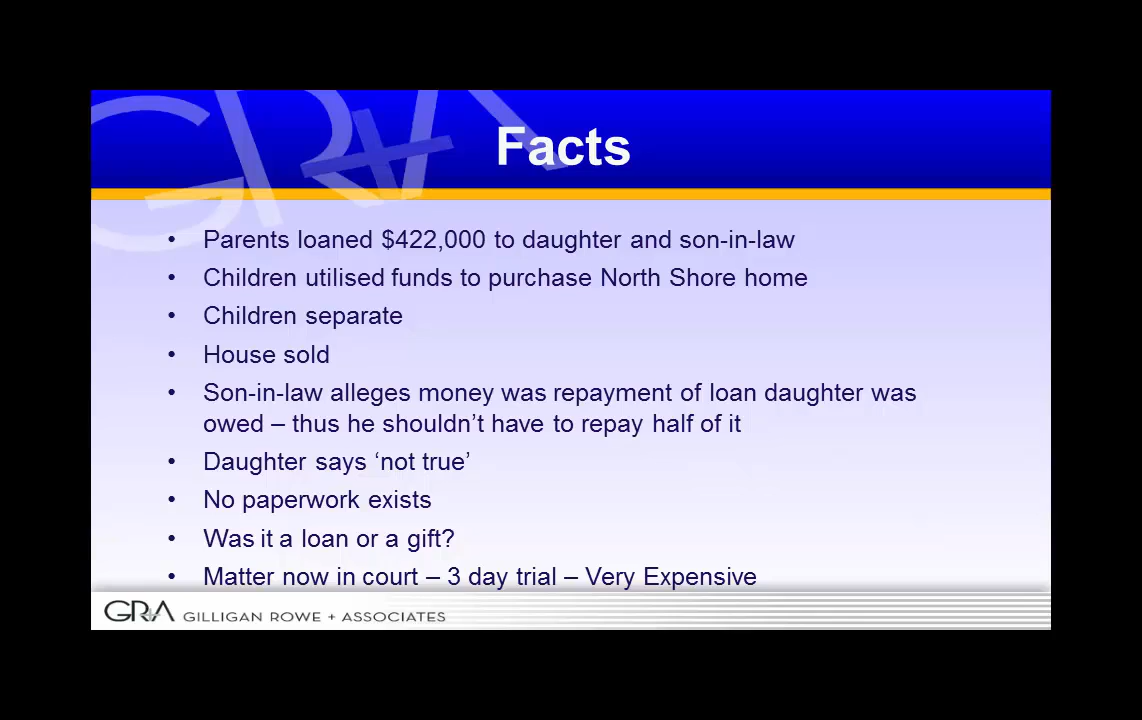 Facts
• Parents loaned $422,000 to daughter and son-in-law
• Children utilised funds to purchase North Shore home
• Children separate
• House sold
• Son-in-law alleges money was repayment of loan daughter was
owed – thus he shouldn’t have to repay half of it
• Daughter says ‘not true’
• No paperwork exists
• Was it a loan or a gift?
• Matter now in court – 3 day trial – Very Expensive
GRA GILLIGAN ROWE + ASSOCIATES